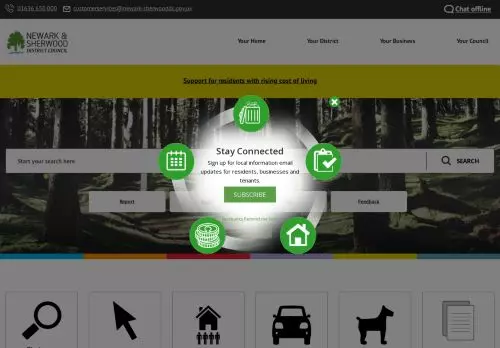 01636 650 000
customerservices@newark-sherwooddc.gov.uk
Chat offline
NEWARK &
SHERWOOD
DISTRICT COUNCIL
Your Home
Your District
Your Business
Your Council
Support for residents with rising cost of living
Stay Connected
Sign up for local information email
updates for residents, businesses and
tenants.
SUBSCRIBE
Start your search here
SEARCH
Report
Feedback